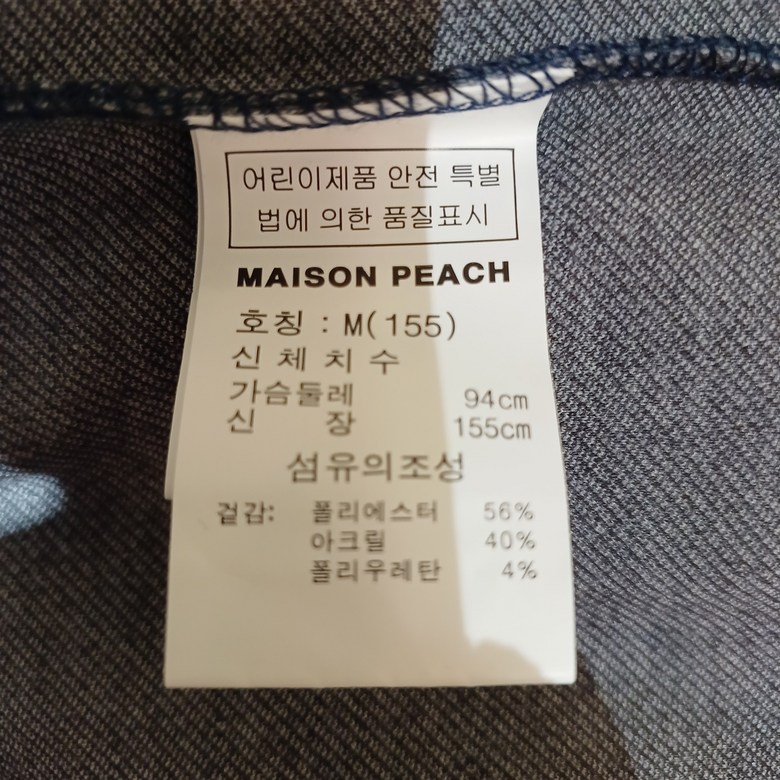 어린이제품 안전 특별
법에 의한 품질표시
MAISON PEACH
호칭 : M(155)
신 체 치 수
가슴둘레 94cm
신 장 155cm
섬유의조성
겉감: 폴리에스터 56%
아크릴 40%
폴리우레탄 4%